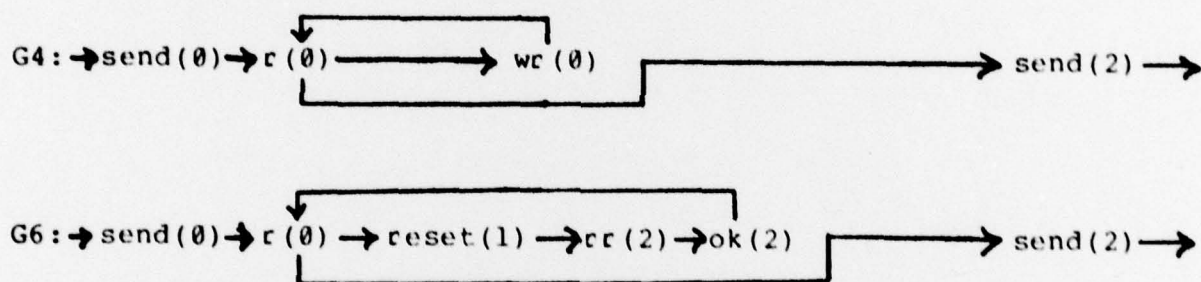 G4: →send(0)→r(0)→wr(0)→send(2)→
G6: →send(0)→r(0)→reset(1)→rr(2)→ok(2)→send(2)→